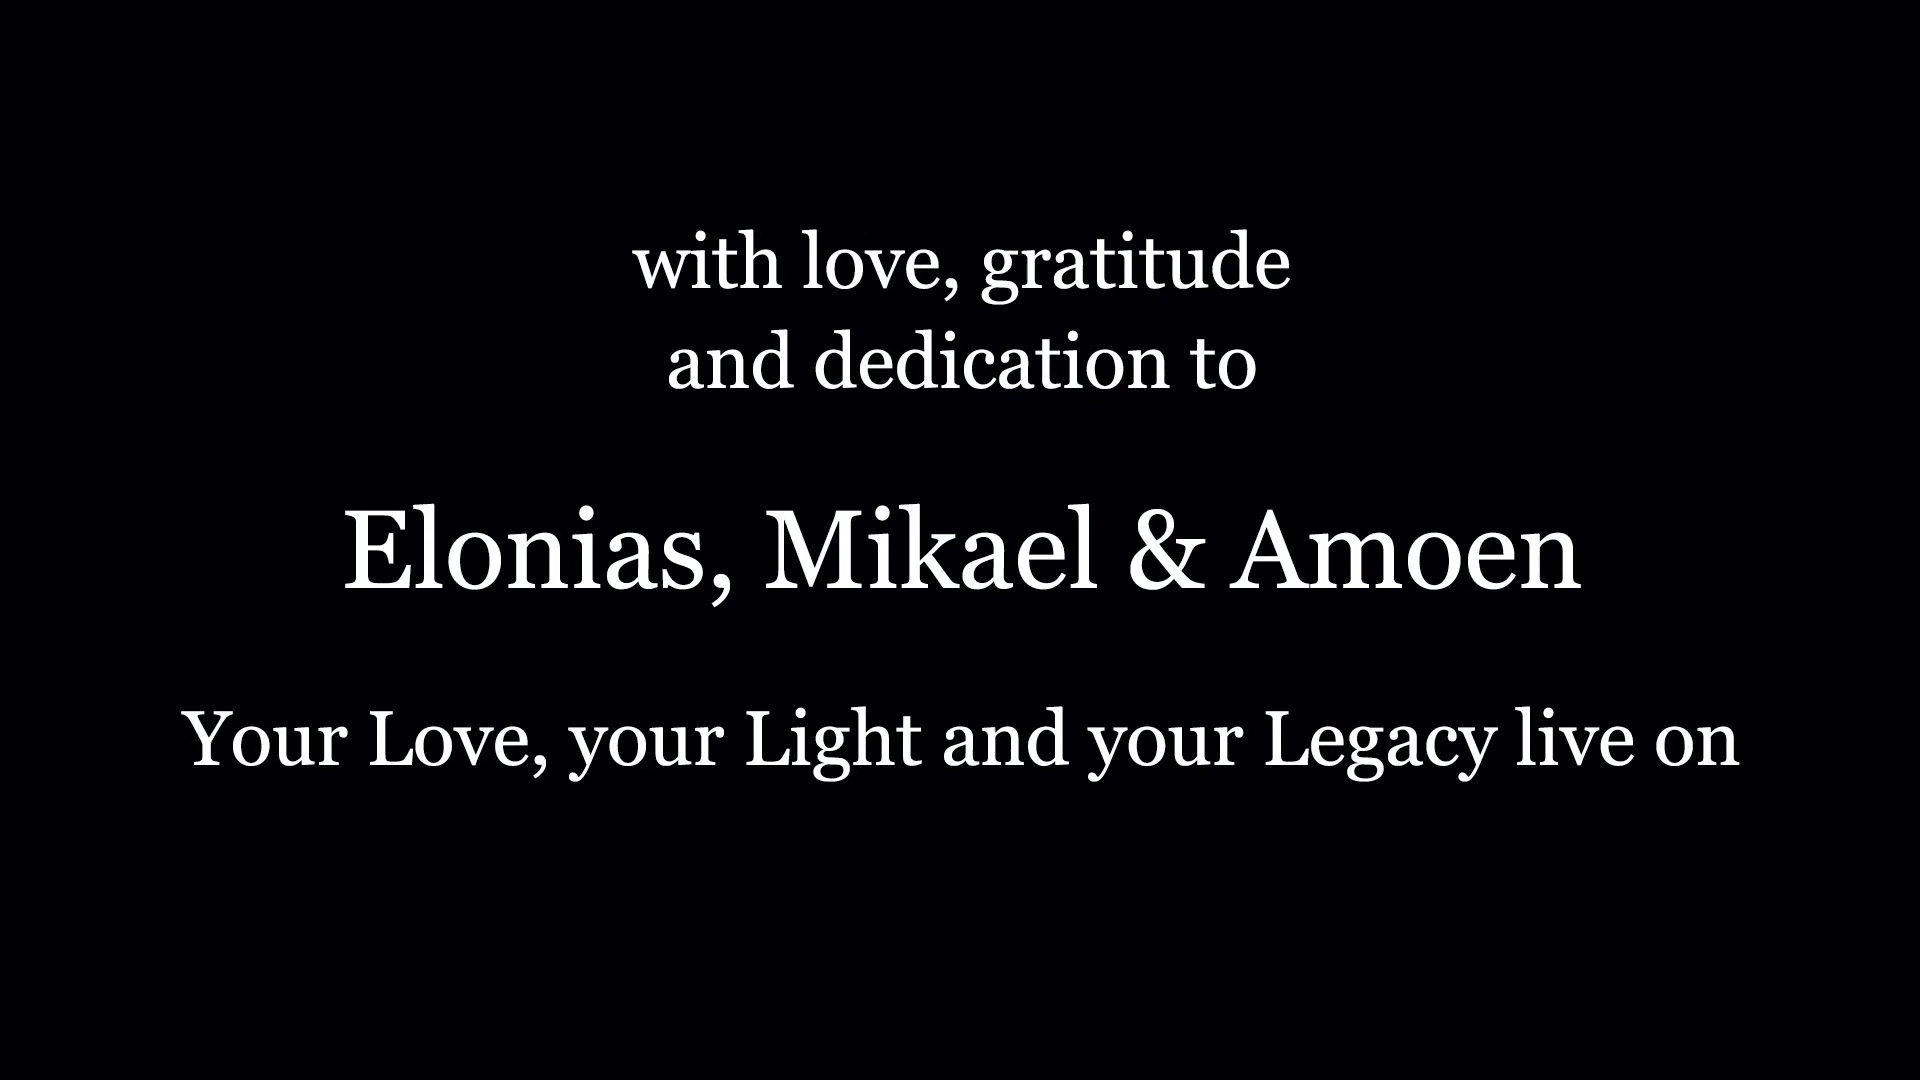 with love, gratitude
and dedication to
Elonias, Mikael & Amoen
Your Love, your Light and your Legacy live on